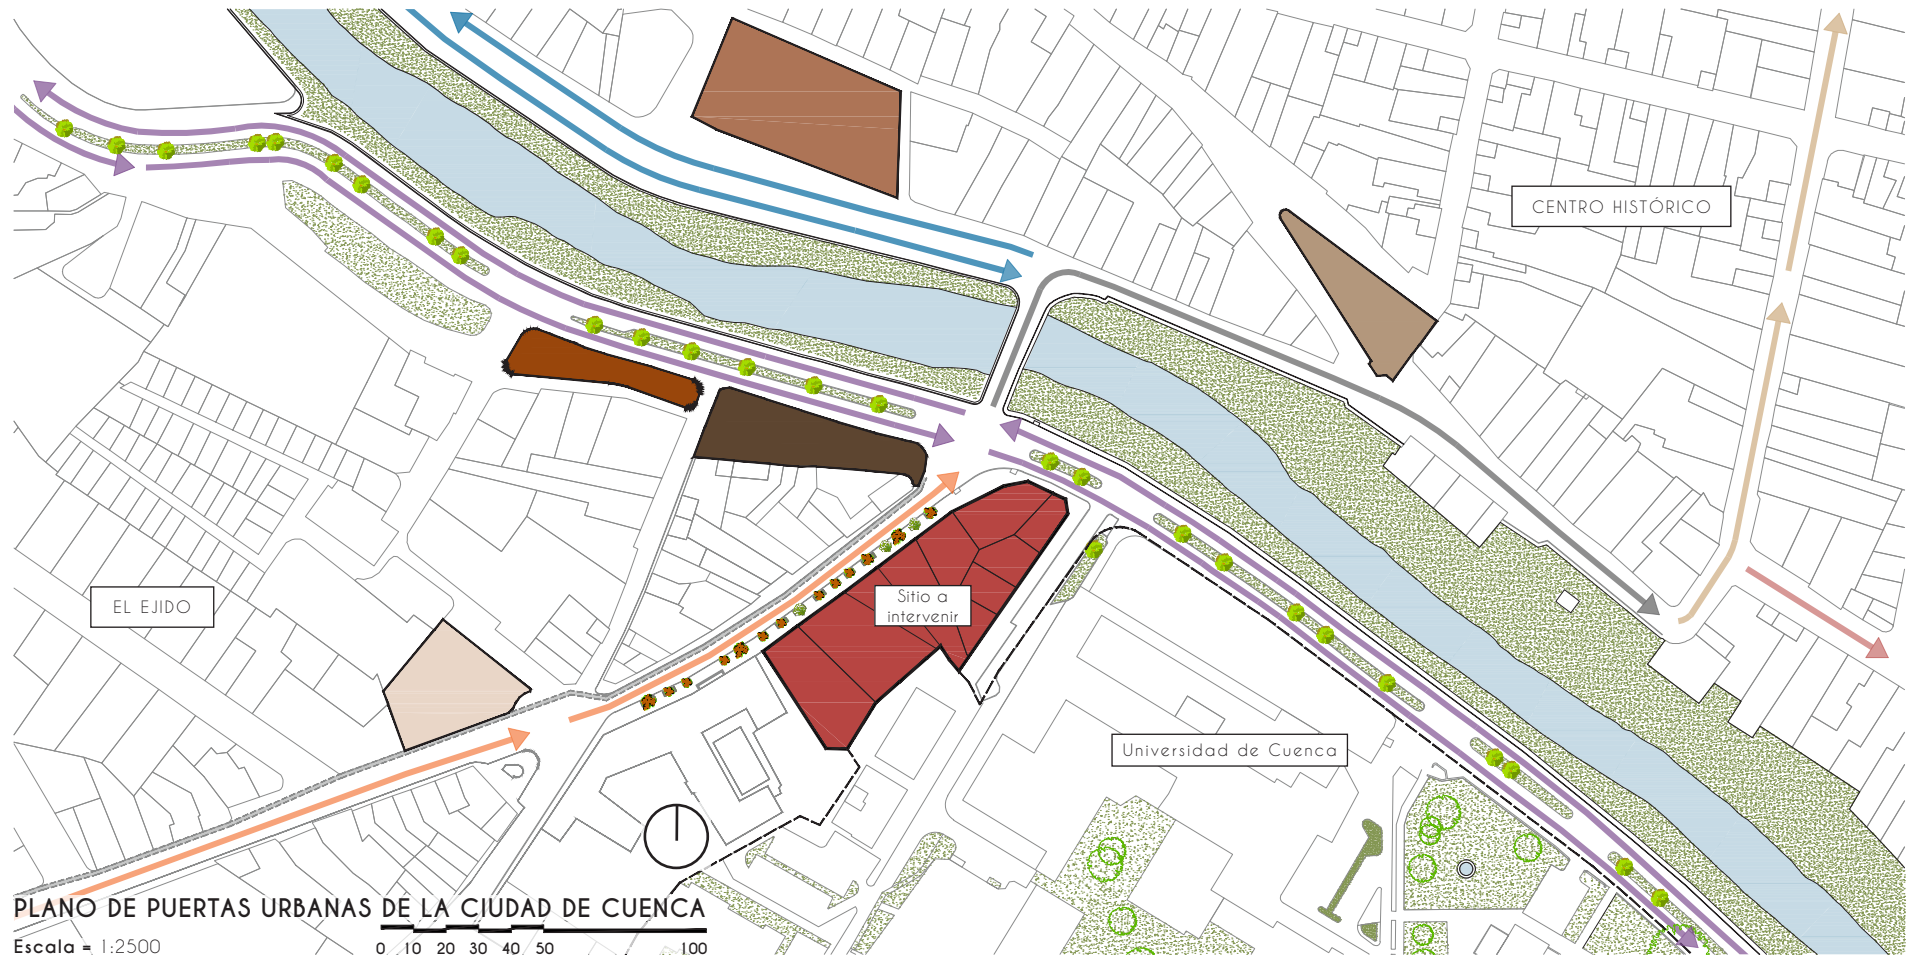 CENTRO HISTÓRICO
EL EJIDO
Sitio a
intervenir
Universidad de Cuenca
PLANO DE PUERTAS URBANAS DE LA CIUDAD DE CUENCA
Escala = 1:2500
0 10 20 30 40 50 100